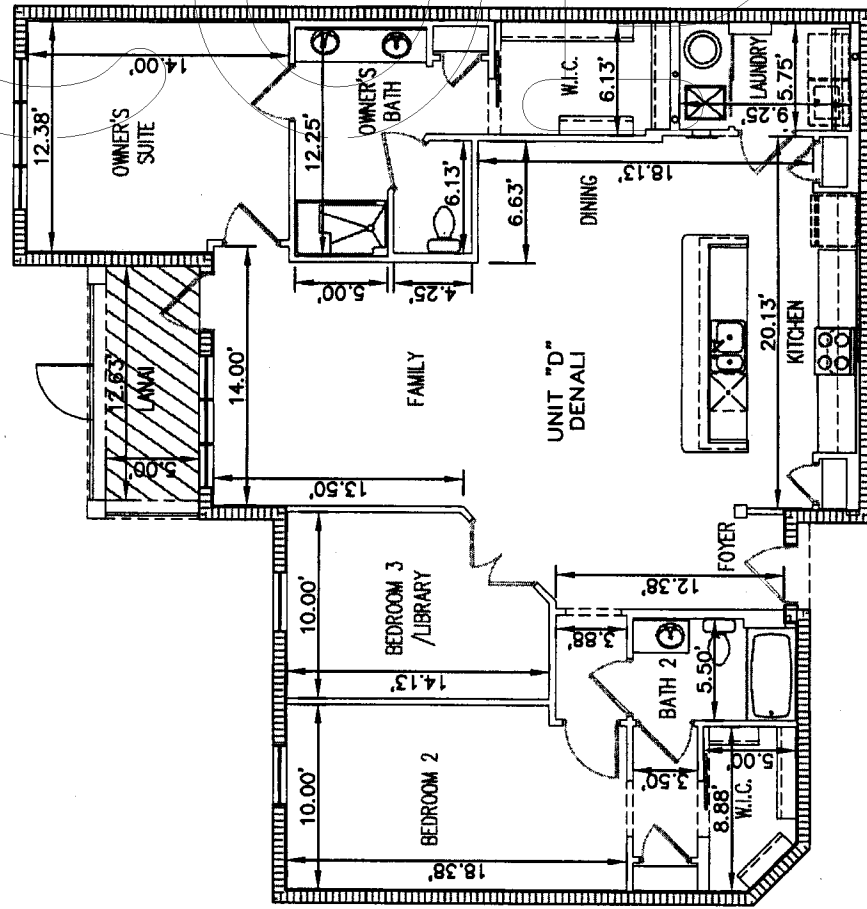 OWNER'S
SUITE
14.00'
12.38'
OWNER'S
BATH
12.25'
W.I.C.
6.13'
LAUNDRY
5.75'
9.25'
6.13'
6.63'
18.13'
DINING
5.00'
4.25'
LANAI
12.63'
5.00'
14.00'
FAMILY
13.50'
UNIT "D"
DENALI
20.13'
KITCHEN
FOYER
12.38'
BEDROOM 3
/LIBRARY
10.00'
14.13'
3.88'
BATH 2
5.50'
BEDROOM 2
10.00'
18.38'
3.50'
W.I.C.
5.00'
8.88'